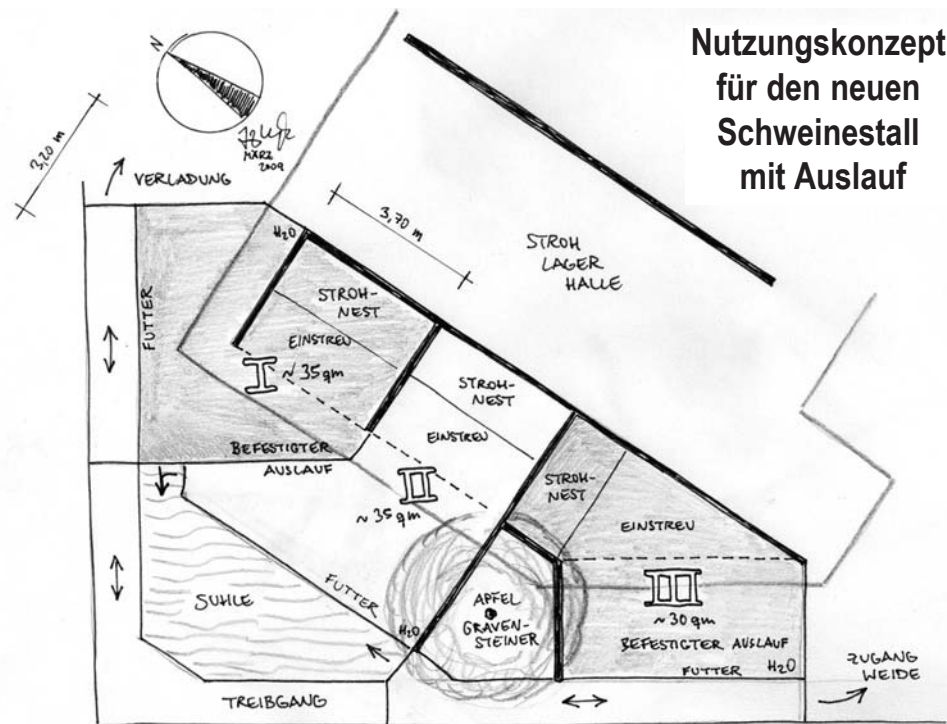 Nutzungskonzept
für den neuen
Schweinestall
mit Auslauf
N
MÄRZ
2009
3,20 m
VERLADUNG
3,70 m
H2O
STROH
LAGER
HALLE
FUTTER
STROH-
NEST
EINSTREU
I
~ 35 qm
STROH-
NEST
EINSTREU
BEFESTIGTER
AUSLAUF
II
~ 35 qm
STROH-
NEST
EINSTREU
III
~ 30 qm
SUHLE
FUTTER
H2O
APFEL
GRAVEN-
STEINER
BEFESTIGTER AUSLAUF
FUTTER
H2O
ZUGANG
WEIDE
TREIBGANG